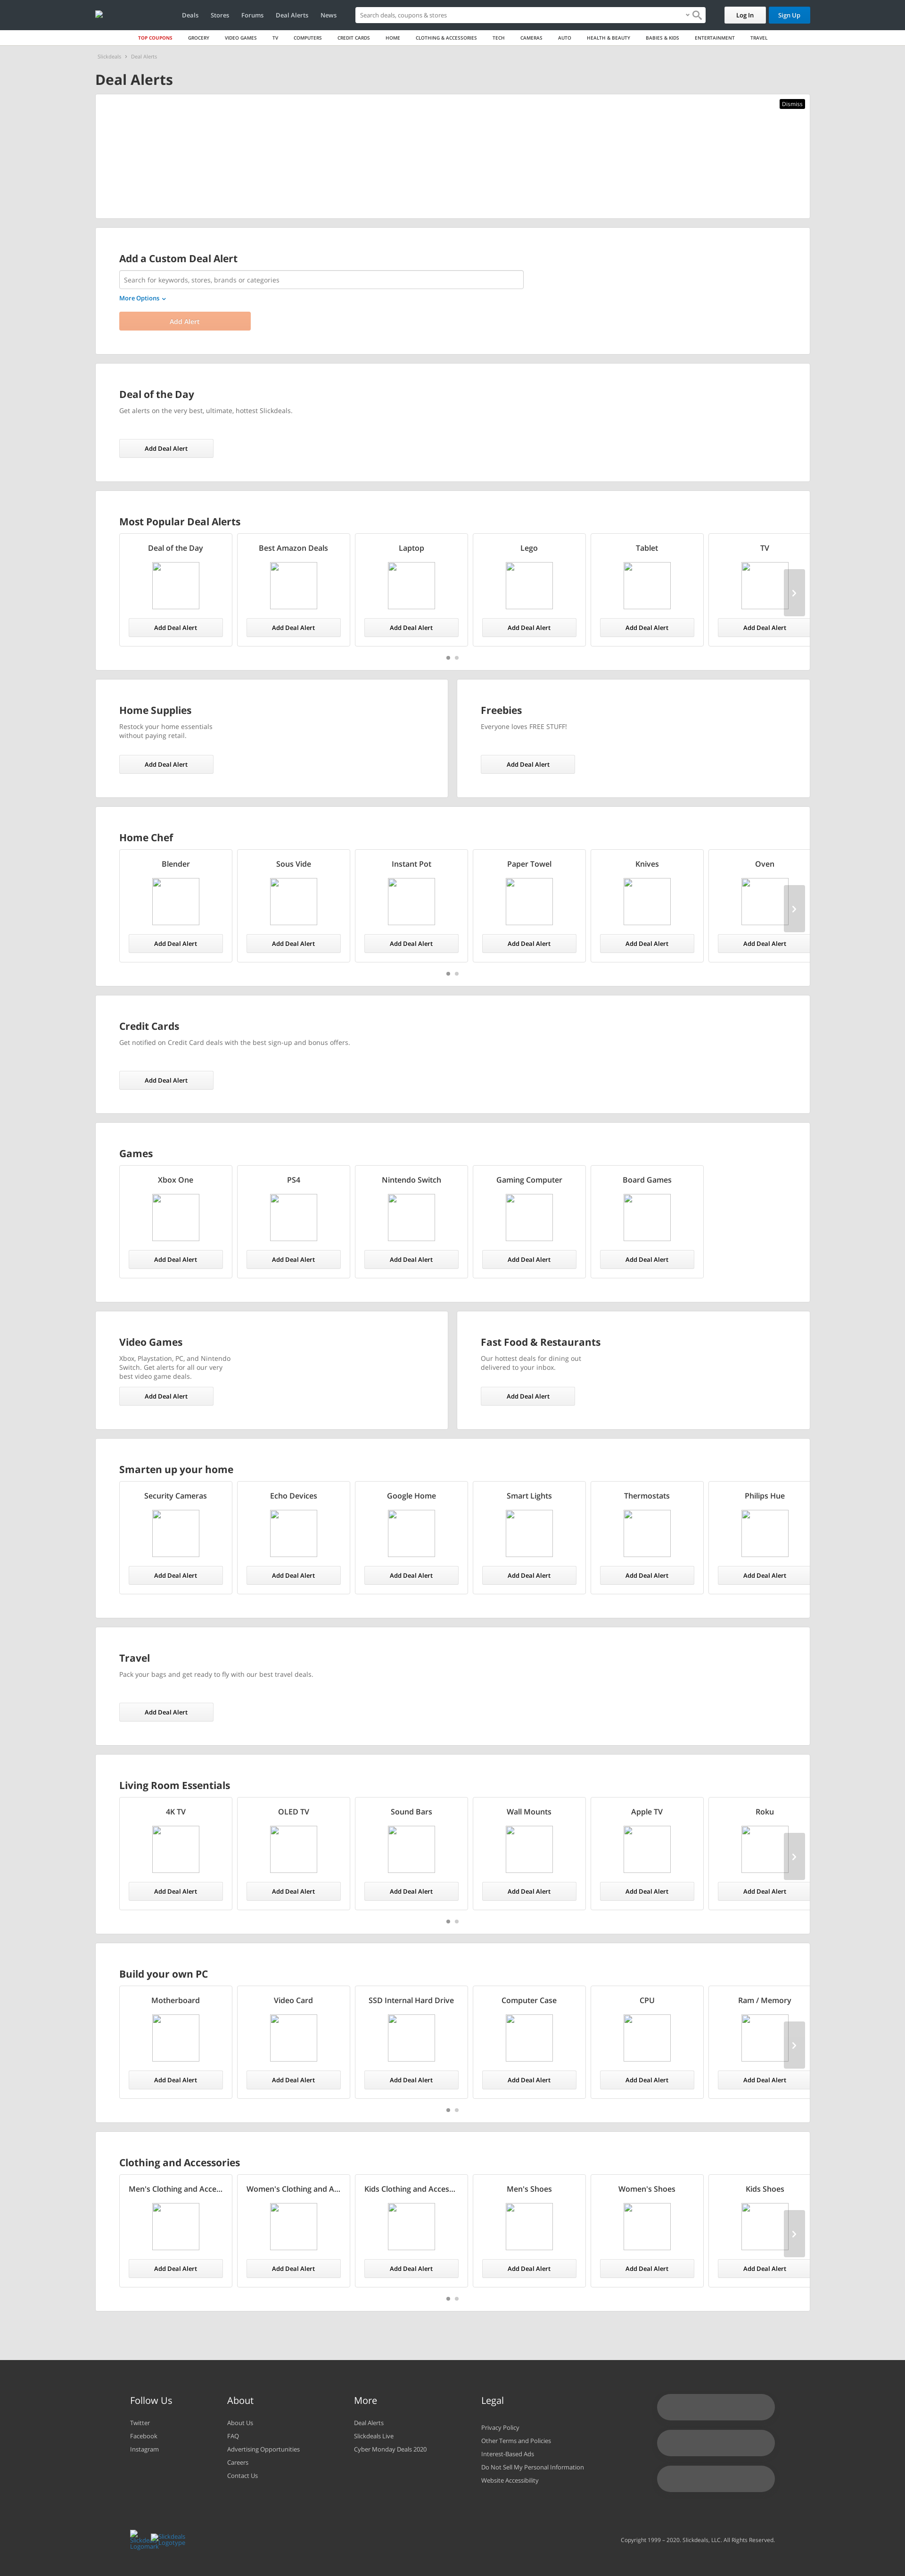 Deals Stores Forums Deal Alerts News Search deals, coupons & stores Log In Sign Up
TOP COUPONS GROCERY VIDEO GAMES TV COMPUTERS CREDIT CARDS HOME CLOTHING & ACCESSORIES TECH CAMERAS AUTO HEALTH & BEAUTY BABIES & KIDS ENTERTAINMENT TRAVEL
Slickdeals › Deal Alerts
Deal Alerts
Dismiss
Add a Custom Deal Alert
Search for keywords, stores, brands or categories
More Options
Add Alert
Deal of the Day
Get alerts on the very best, ultimate, hottest Slickdeals.
Add Deal Alert
Most Popular Deal Alerts
Deal of the Day Best Amazon Deals Laptop Lego Tablet TV
Add Deal Alert Add Deal Alert Add Deal Alert Add Deal Alert Add Deal Alert Add Deal Alert
Home Supplies
Restock your home essentials
without paying retail.
Add Deal Alert
Freebies
Everyone loves FREE STUFF!
Add Deal Alert
Home Chef
Blender Sous Vide Instant Pot Paper Towel Knives Oven
Add Deal Alert Add Deal Alert Add Deal Alert Add Deal Alert Add Deal Alert Add Deal Alert
Credit Cards
Get notified on Credit Card deals with the best sign-up and bonus offers.
Add Deal Alert
Games
Xbox One PS4 Nintendo Switch Gaming Computer Board Games
Add Deal Alert Add Deal Alert Add Deal Alert Add Deal Alert Add Deal Alert
Video Games
Xbox, Playstation, PC, and Nintendo
Switch. Get alerts for all our very
best video game deals.
Add Deal Alert
Fast Food & Restaurants
Our hottest deals for dining out
delivered to your inbox.
Add Deal Alert
Smarten up your home
Security Cameras Echo Devices Google Home Smart Lights Thermostats Philips Hue
Add Deal Alert Add Deal Alert Add Deal Alert Add Deal Alert Add Deal Alert Add Deal Alert
Travel
Pack your bags and get ready to fly with our best travel deals.
Add Deal Alert
Living Room Essentials
4K TV OLED TV Sound Bars Wall Mounts Apple TV Roku
Add Deal Alert Add Deal Alert Add Deal Alert Add Deal Alert Add Deal Alert Add Deal Alert
Build your own PC
Motherboard Video Card SSD Internal Hard Drive Computer Case CPU Ram / Memory
Add Deal Alert Add Deal Alert Add Deal Alert Add Deal Alert Add Deal Alert Add Deal Alert
Clothing and Accessories
Men's Clothing and Acce... Women's Clothing and A... Kids Clothing and Acces... Men's Shoes Women's Shoes Kids Shoes
Add Deal Alert Add Deal Alert Add Deal Alert Add Deal Alert Add Deal Alert Add Deal Alert
Follow Us
Twitter
Facebook
Instagram
About
About Us
FAQ
Advertising Opportunities
Careers
Contact Us
More
Deal Alerts
Slickdeals Live
Cyber Monday Deals 2020
Legal
Privacy Policy
Other Terms and Policies
Interest-Based Ads
Do Not Sell My Personal Information
Website Accessibility
Slickdeals
Logotype
Copyright 1999 – 2020. Slickdeals, LLC. All Rights Reserved.